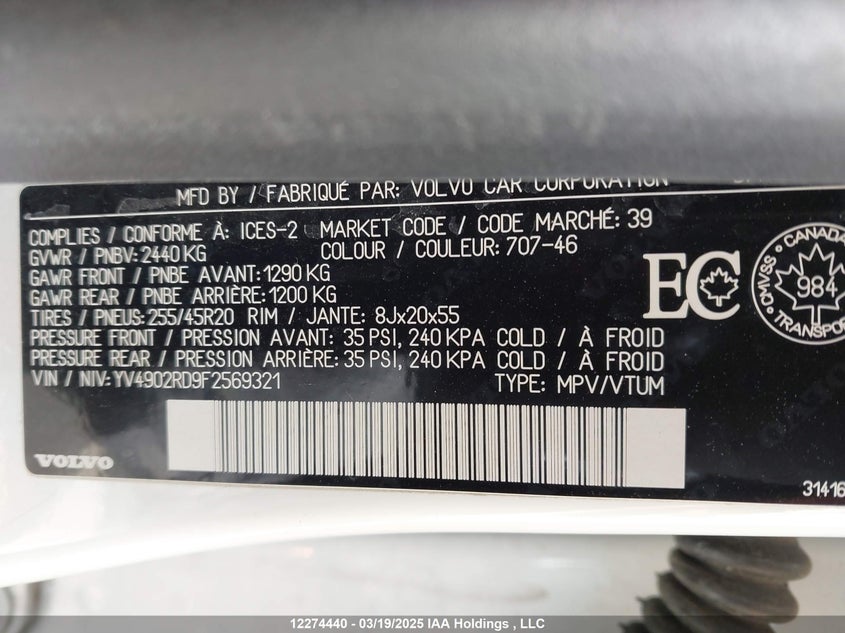 MFD BY / FABRIQUÉ PAR: VOLVO CAR CORPORATION
COMPLIES / CONFORME À: ICES-2 MARKET CODE / CODE MARCHÉ: 39
GVWR / PNBV: 2440 KG COLOUR / COULEUR: 707-46
GAWR FRONT / PNBE AVANT: 1290 KG
GAWR REAR / PNBE ARRIÈRE: 1200 KG
TIRES / PNEUS: 255/45R20 RIM / JANTE: 8Jx20x55
PRESSURE FRONT / PRESSION AVANT: 35 PSI, 240 KPA COLD / À FROID
PRESSURE REAR / PRESSION ARRIÈRE: 35 PSI, 240 KPA COLD / À FROID
VIN / NIV: YV4902RD9F2569321 TYPE: MPV/VTUM
EC
CANADA
CMVSS
984
TRANSPORT
VOLVO
31416
12274440 - 03/19/2025 IAA Holdings , LLC